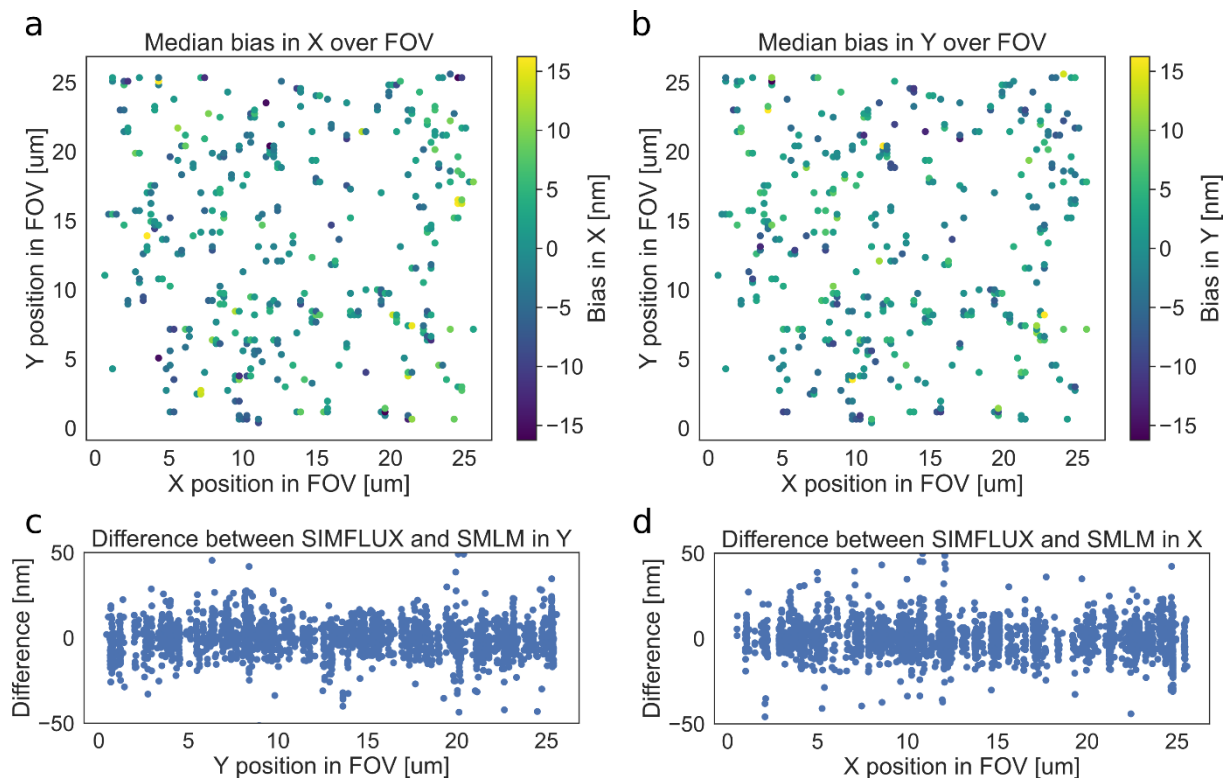 a
Median bias in X over FOV
25
20
15
10
5
0
Y position in FOV [um]
0 5 10 15 20 25
X position in FOV [um]
15
10
5
0
−5
−10
−15
Bias in X [nm]
b
Median bias in Y over FOV
25
20
15
10
5
0
Y position in FOV [um]
0 5 10 15 20 25
X position in FOV [um]
15
10
5
0
−5
−10
−15
Bias in Y [nm]
c
Difference between SIMFLUX and SMLM in Y
50
0
−50
Difference [nm]
0 5 10 15 20 25
Y position in FOV [um]
d
Difference between SIMFLUX and SMLM in X
50
0
−50
Difference [nm]
0 5 10 15 20 25
X position in FOV [um]